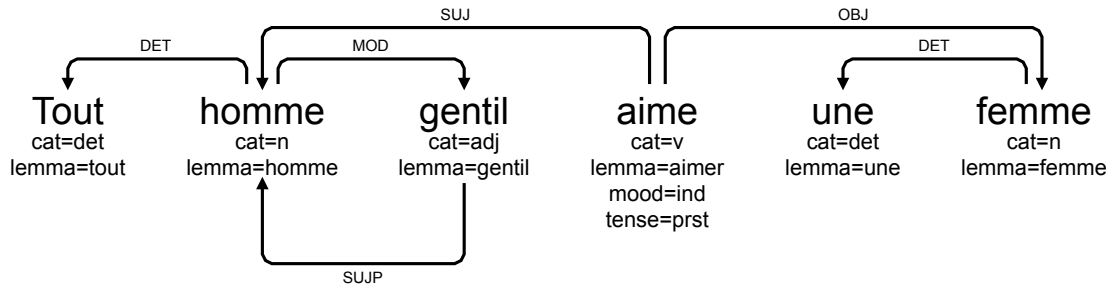 SUJ OBJ
DET MOD DET
Tout homme gentil aime une femme
cat=det cat=n cat=adj cat=v cat=det cat=n
lemma=tout lemma=homme lemma=gentil lemma=aimer lemma=une lemma=femme
mood=ind
tense=prst
SUJP